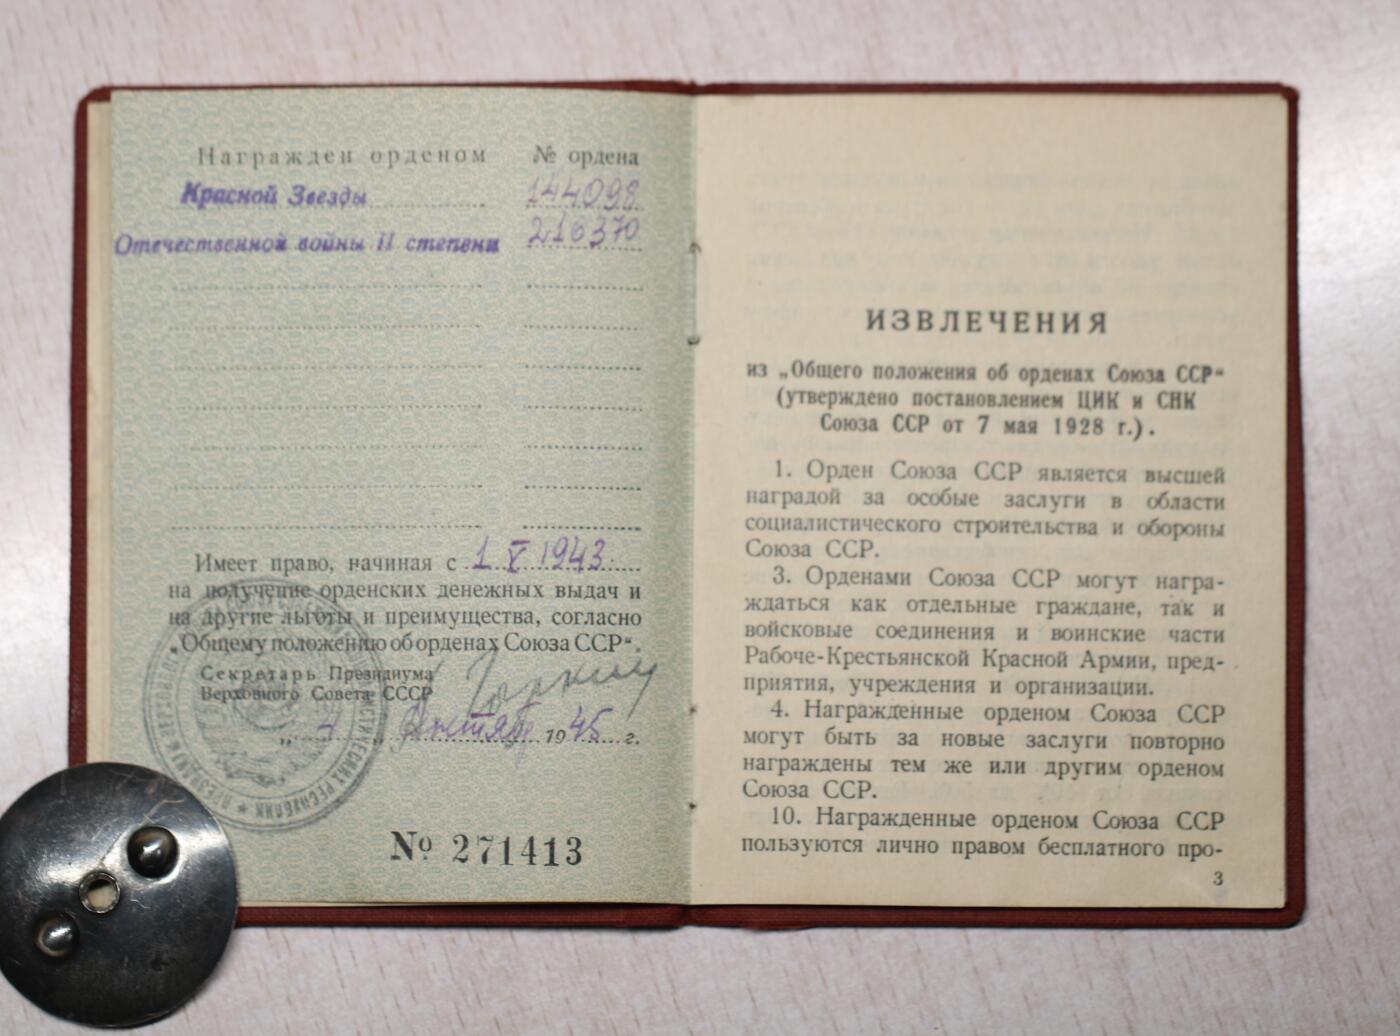 Награжден орденом № ордена
Красной Звезды 144098
Отечественной войны II степени 216370
Имеет право, начиная с 1 V 1943
на получение орденских денежных выдач и
на другие льготы и преимущества, согласно
„Общему положению об орденах Союза ССР“.
Секретарь Президиума
Верховного Совета СССР
Горкин
„ „ сентября 1945 г.
№ 271413
ИЗВЛЕЧЕНИЯ
из „Общего положения об орденах Союза ССР“
(утверждено постановлением ЦИК и СНК
Союза ССР от 7 мая 1928 г.).
1. Орден Союза ССР является высшей
наградой за особые заслуги в области
социалистического строительства и обороны
Союза ССР.
3. Орденами Союза ССР могут награ-
ждаться как отдельные граждане, так и
войсковые соединения и воинские части
Рабоче-Крестьянской Красной Армии, пред-
приятия, учреждения и организации.
4. Награжденные орденом Союза ССР
могут быть за новые заслуги повторно
награждены тем же или другим орденом
Союза ССР.
10. Награжденные орденом Союза ССР
пользуются лично правом бесплатного про-
3